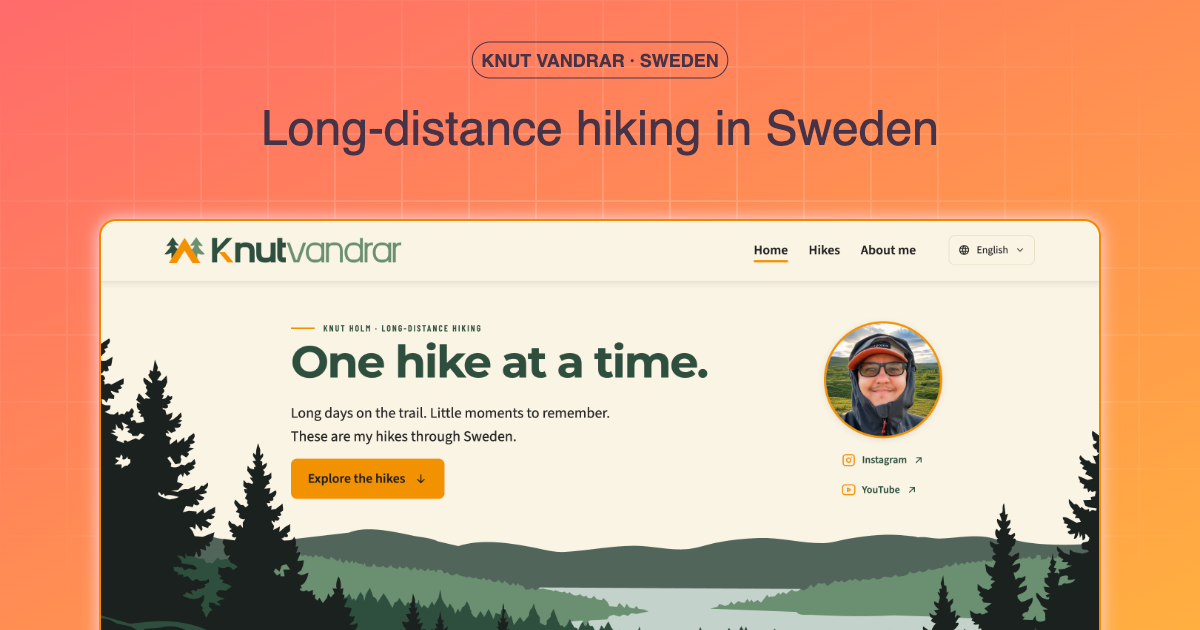 KNUT VANDRAR · SWEDEN
Long-distance hiking in Sweden
Knutvandrar
Home
Hikes
About me
English
KNUT HOLM · LONG-DISTANCE HIKING
One hike at a time.
Long days on the trail. Little moments to remember.
These are my hikes through Sweden.
Explore the hikes ↓
Instagram ↗
YouTube ↗